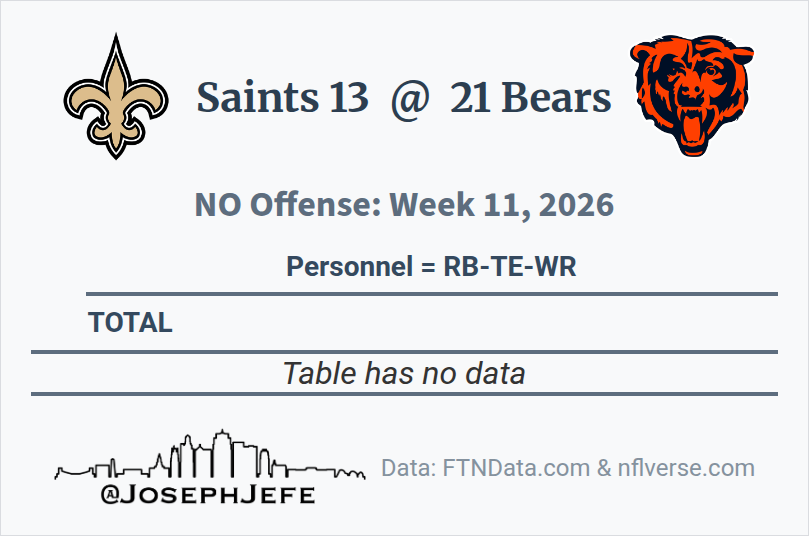 Saints 13 @ 21 Bears
NO Offense: Week 11, 2026
Personnel = RB-TE-WR
TOTAL
Table has no data
@JOSEPHJEFE
Data: FTNData.com & nflverse.com